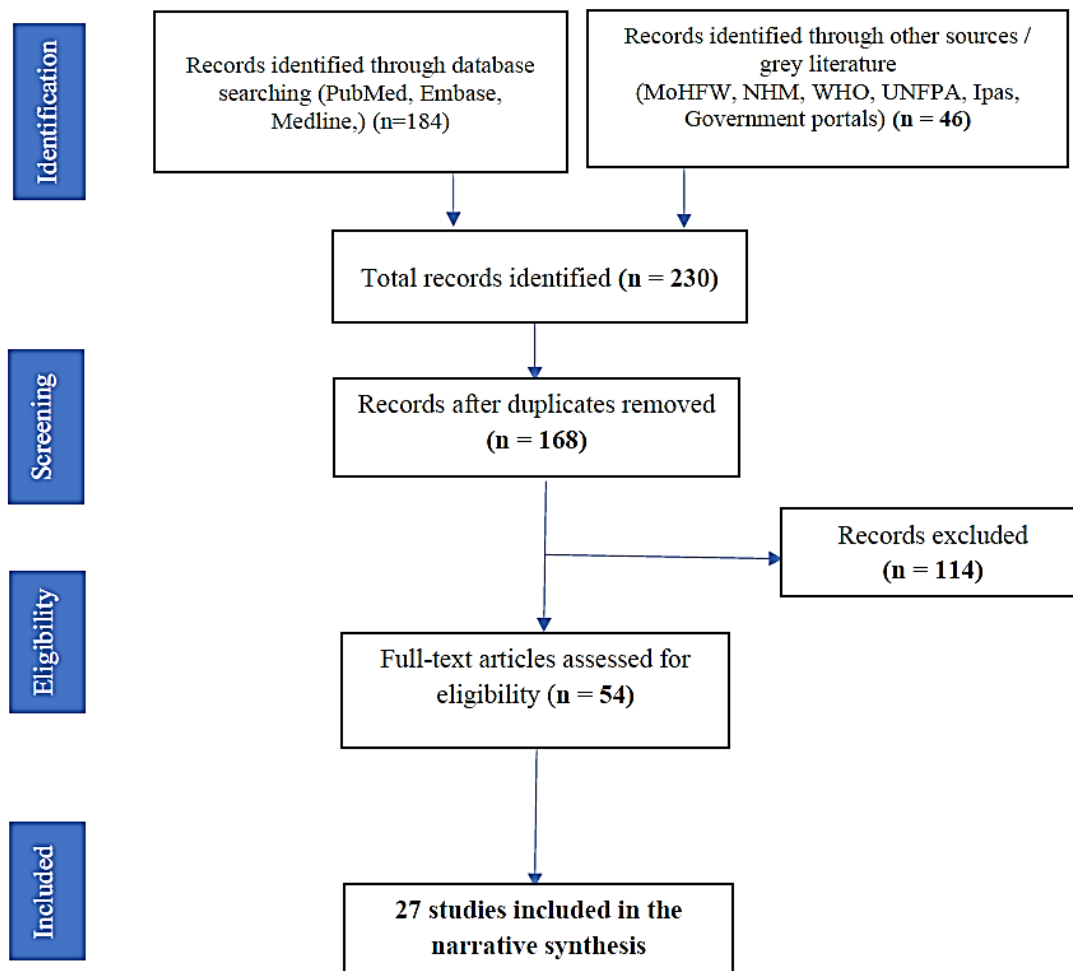 Identification
Records identified through database
searching (PubMed, Embase,
Medline,) (n=184)
Records identified through other sources /
grey literature
(MoHFW, NHM, WHO, UNFPA, Ipas,
Government portals) (n = 46)
Total records identified (n = 230)
Screening
Records after duplicates removed
(n = 168)
Records excluded
(n = 114)
Eligibility
Full-text articles assessed for
eligibility (n = 54)
Included
27 studies included in the
narrative synthesis